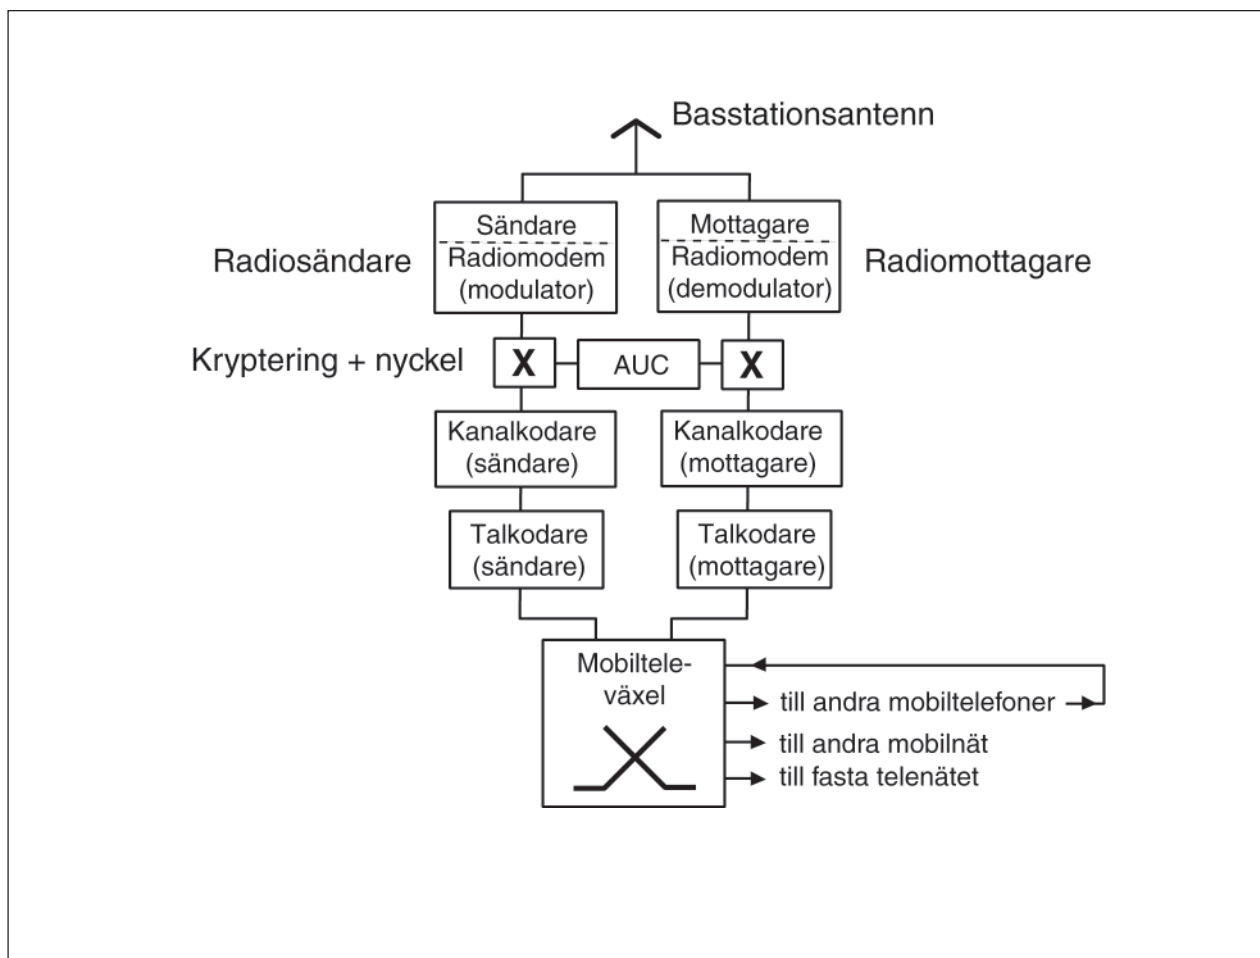 Basstationsantenn
Sändare
Radiomodem
(modulator)
Mottagare
Radiomodem
(demodulator)
Radiosändare
Radiomottagare
Kryptering + nyckel
X
AUC
X
Kanalkodare
(sändare)
Kanalkodare
(mottagare)
Talkodare
(sändare)
Talkodare
(mottagare)
Mobiltele-
växel
till andra mobiltelefoner
till andra mobilnät
till fasta telenätet